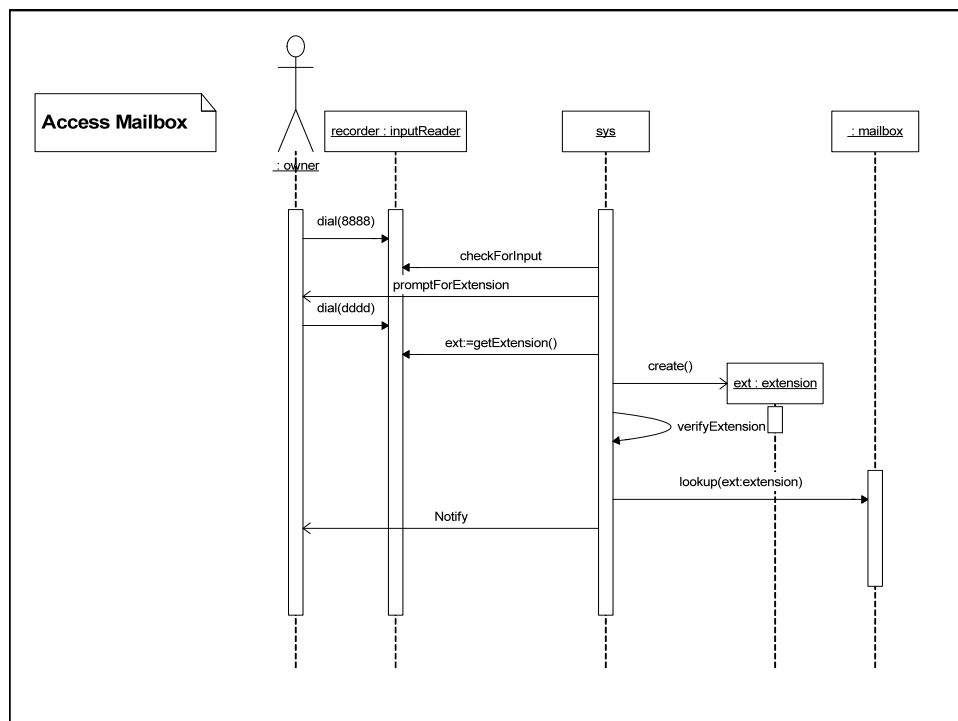 Access Mailbox
: owner
recorder : inputReader
sys
: mailbox
dial(8888)
checkForInput
promptForExtension
dial(dddd)
ext:=getExtension()
create()
ext : extension
verifyExtension
lookup(ext:extension)
Notify